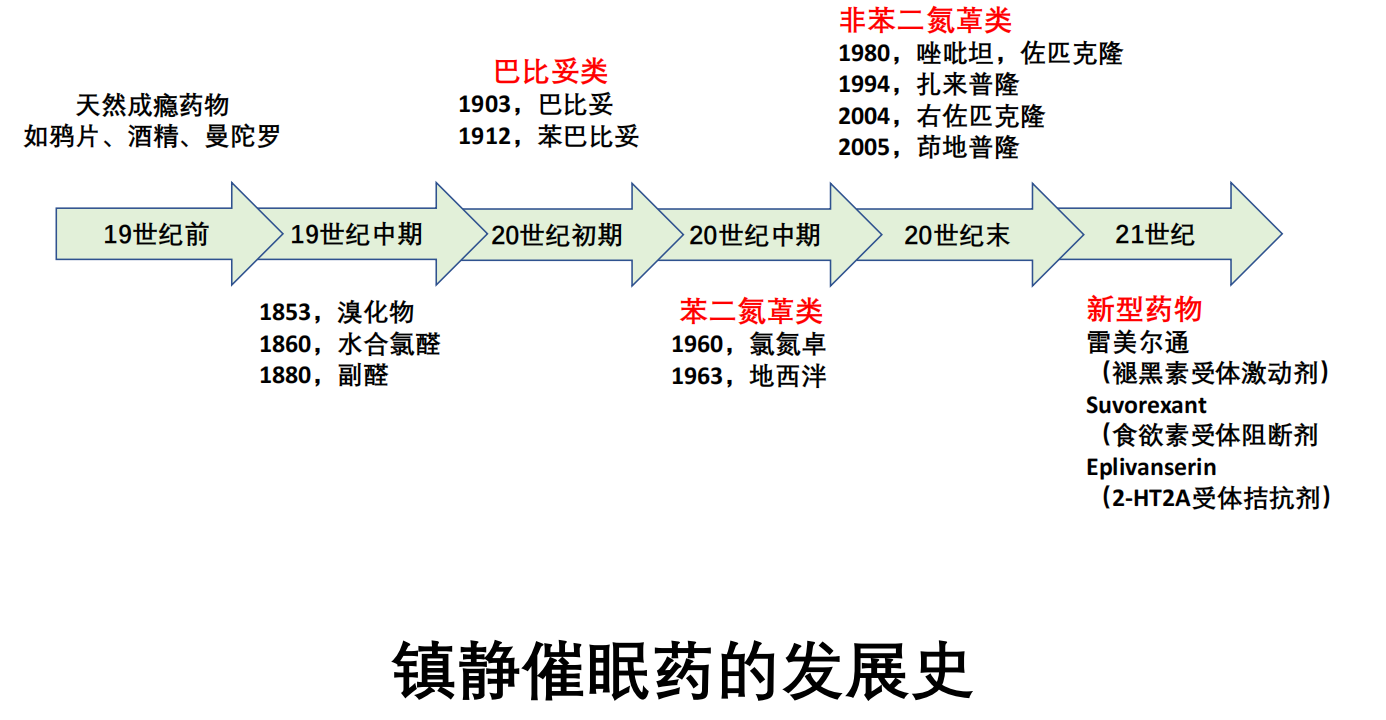 天然成瘾药物
如鸦片、酒精、曼陀罗
巴比妥类
1903，巴比妥
1912，苯巴比妥
非苯二氮䓬类
1980，唑吡坦，佐匹克隆
1994，扎来普隆
2004，右佐匹克隆
2005，茚地普隆
19世纪前
19世纪中期
20世纪初期
20世纪中期
20世纪末
21世纪
1853，溴化物
1860，水合氯醛
1880，副醛
苯二氮䓬类
1960，氯氮卓
1963，地西泮
新型药物
雷美尔通
（褪黑素受体激动剂）
Suvorexant
（食欲素受体阻断剂
Eplivanserin
（2-HT2A受体拮抗剂）
镇静催眠药的发展史